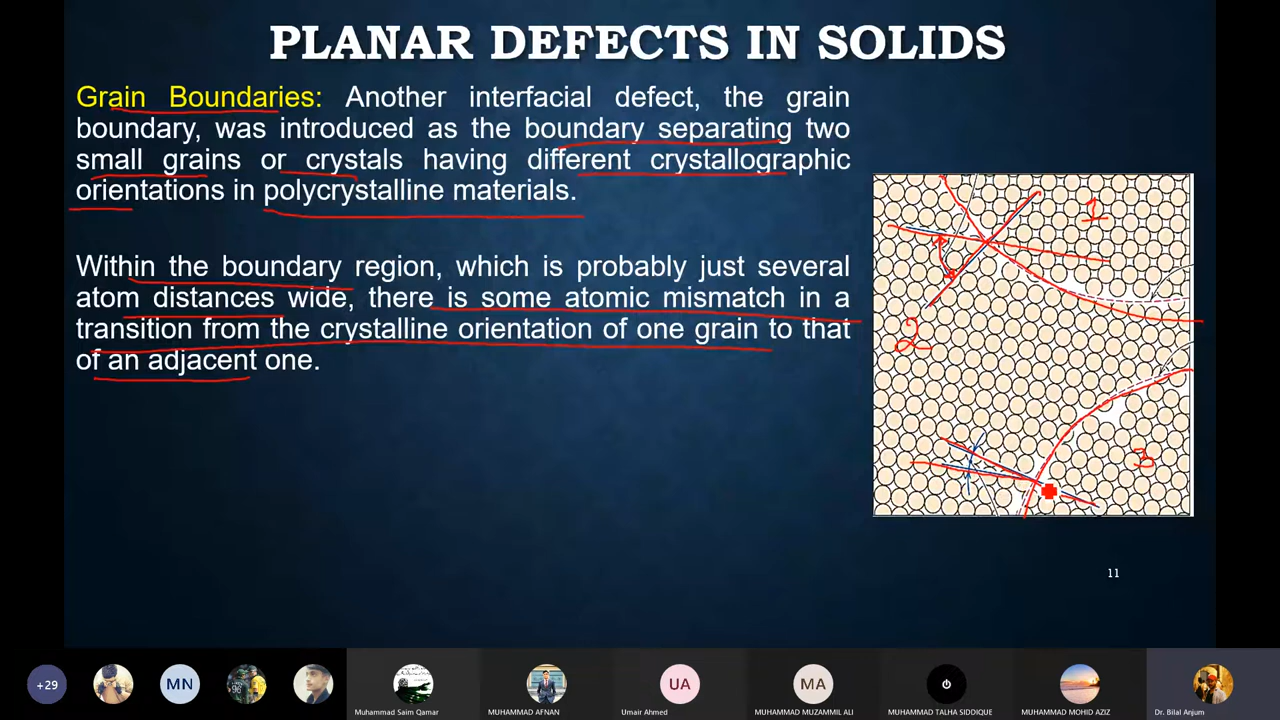 PLANAR DEFECTS IN SOLIDS
Grain Boundaries: Another interfacial defect, the grain
boundary, was introduced as the boundary separating two
small grains or crystals having different crystallographic
orientations in polycrystalline materials.
Within the boundary region, which is probably just several
atom distances wide, there is some atomic mismatch in a
transition from the crystalline orientation of one grain to that
of an adjacent one.
1
2
3
11
+29
MN
UA
MA
Muhammad Saim Qamar
MUHAMMAD AFNAN
Umair Ahmed
MUHAMMAD MUZAMMIL ALI
MUHAMMAD TALHA SIDDIQUE
MUHAMMAD MOHID AZIZ
Dr. Bilal Anjum